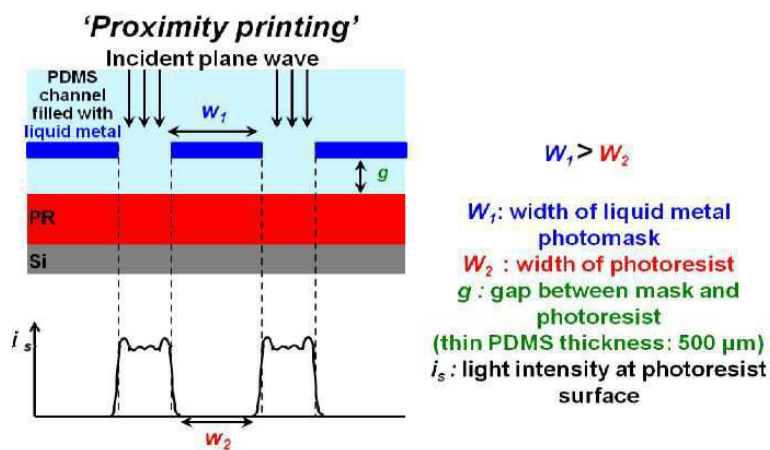 ‘Proximity printing’
Incident plane wave
PDMS
channel
filled with
liquid metal
W₁
g
PR
Si
i s
W₂
W₁ > W₂
W₁: width of liquid metal
photomask
W₂ : width of photoresist
g : gap between mask and
photoresist
(thin PDMS thickness: 500 μm)
iₛ : light intensity at photoresist
surface